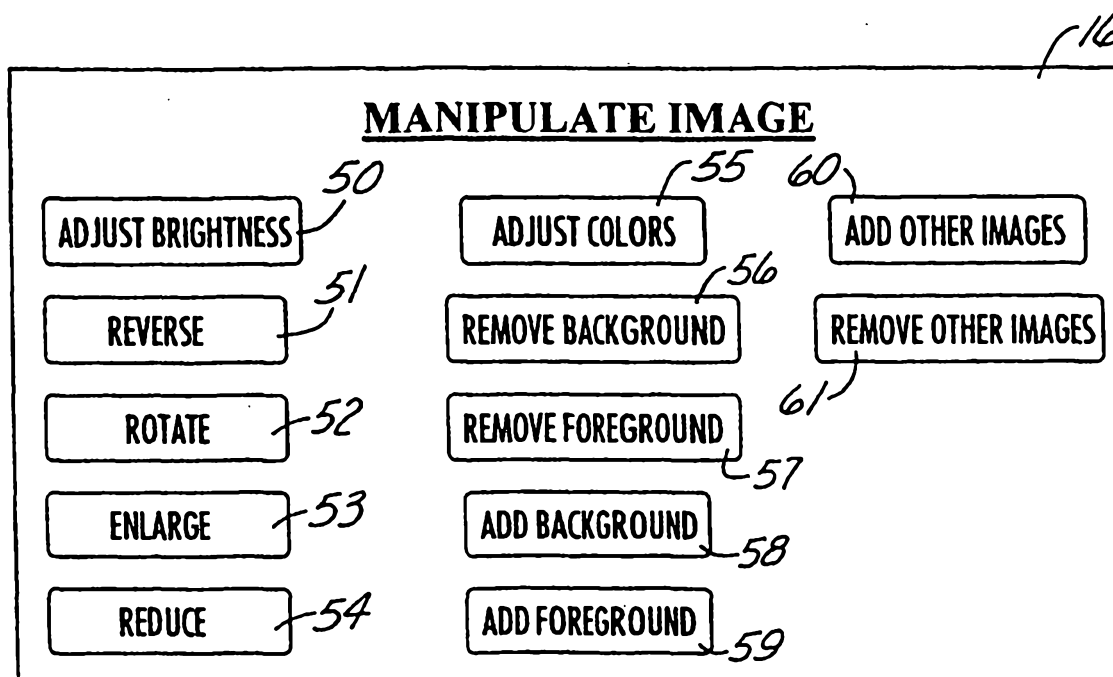 16
MANIPULATE IMAGE
50
ADJUST BRIGHTNESS
51
REVERSE
ROTATE
52
ENLARGE
53
REDUCE
54
55
ADJUST COLORS
56
REMOVE BACKGROUND
REMOVE FOREGROUND
57
ADD BACKGROUND
58
ADD FOREGROUND
59
60
ADD OTHER IMAGES
REMOVE OTHER IMAGES
61